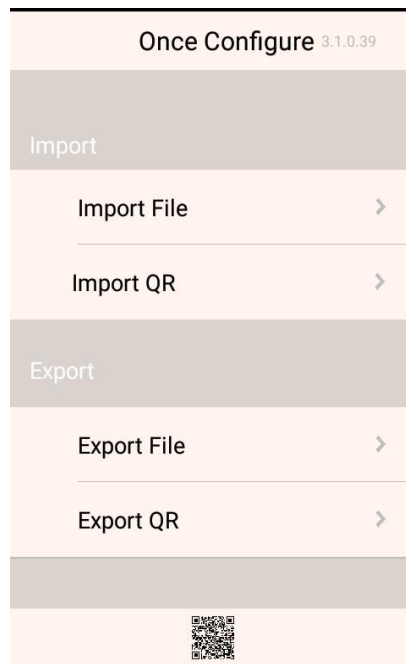 Once Configure 3.1.0.39
Import
Import File
Import QR
Export
Export File
Export QR